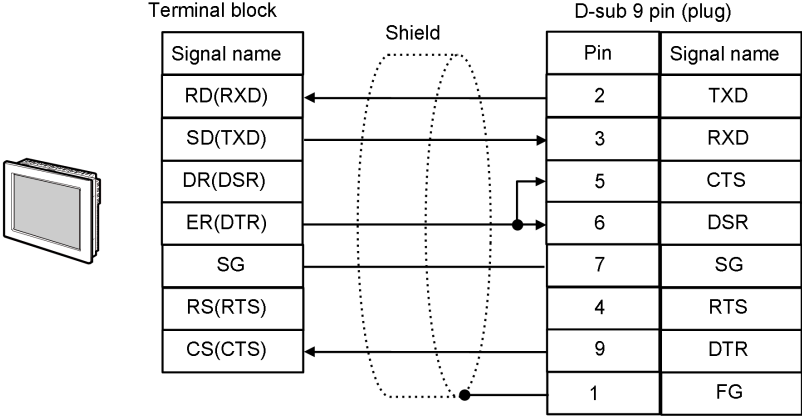 Terminal block
Shield
D-sub 9 pin (plug)
Signal name
Pin
Signal name
RD(RXD)
2
TXD
SD(TXD)
3
RXD
DR(DSR)
5
CTS
ER(DTR)
6
DSR
SG
7
SG
RS(RTS)
4
RTS
CS(CTS)
9
DTR
1
FG